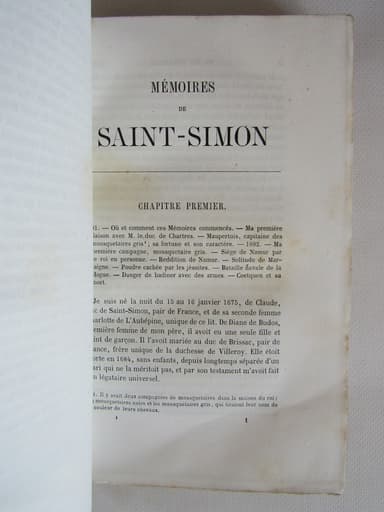 MÉMOIRES
DE
SAINT-SIMON
CHAPITRE PREMIER.
91. — Où et comment ces Mémoires commencés. — Ma première
liaison avec M. le duc de Chartres. — Maupertuis, capitaine des
mousquetaires gris¹; sa fortune et son caractère. — 1692. — Ma
première campagne, mousquetaire gris. — Siége de Namur par
le roi en personne. — Reddition de Namur. — Solitude de Mar-
laigne. — Poudre cachée par les jésuites. — Bataille navale de la
Hogue. — Danger de badiner avec des armes. — Coetquen et sa
mort.
Je suis né la nuit du 15 au 16 janvier 1675, de Claude,
duc de Saint-Simon, pair de France, et de sa seconde femme
Charlotte de L'Aubépine, unique de ce lit. De Diane de Budos,
première femme de mon père, il avoit eu une seule fille et
point de garçon. Il l'avoit mariée au duc de Brissac, pair de
France, frère unique de la duchesse de Villeroy. Elle étoit
morte en 1684, sans enfants, depuis longtemps séparée d'un
mari qui ne la méritoit pas, et par son testament m'avoit fait
son légataire universel.
1. Il y avait deux compagnies de mousquetaires dans la maison du roi;
mousquetaires noirs et les mousquetaires gris, qui tiraient leur nom de
couleur de leurs chevaux.
1 1